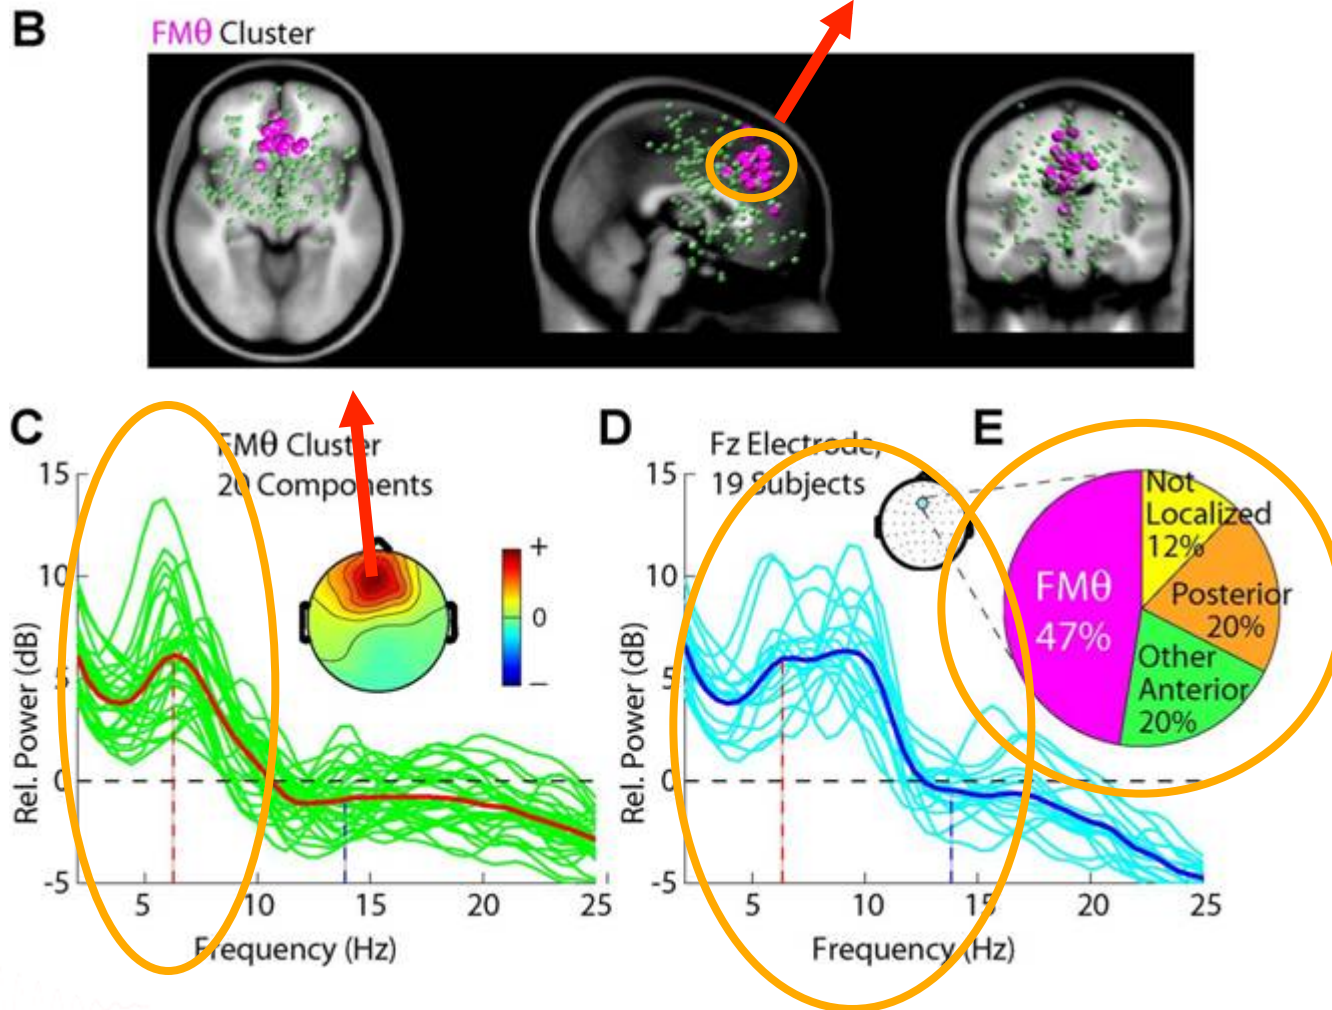 B
FMθ Cluster
C
FMθ Cluster
20 Components
15
10
5
0
-5
Rel. Power (dB)
+
0
–
5
10
15
20
25
Frequency (Hz)
D
Fz Electrode,
19 Subjects
15
10
5
0
-5
Rel. Power (dB)
5
10
15
20
25
Frequency (Hz)
E
Not
Localized
12%
FMθ
47%
Posterior
20%
Other
Anterior
20%